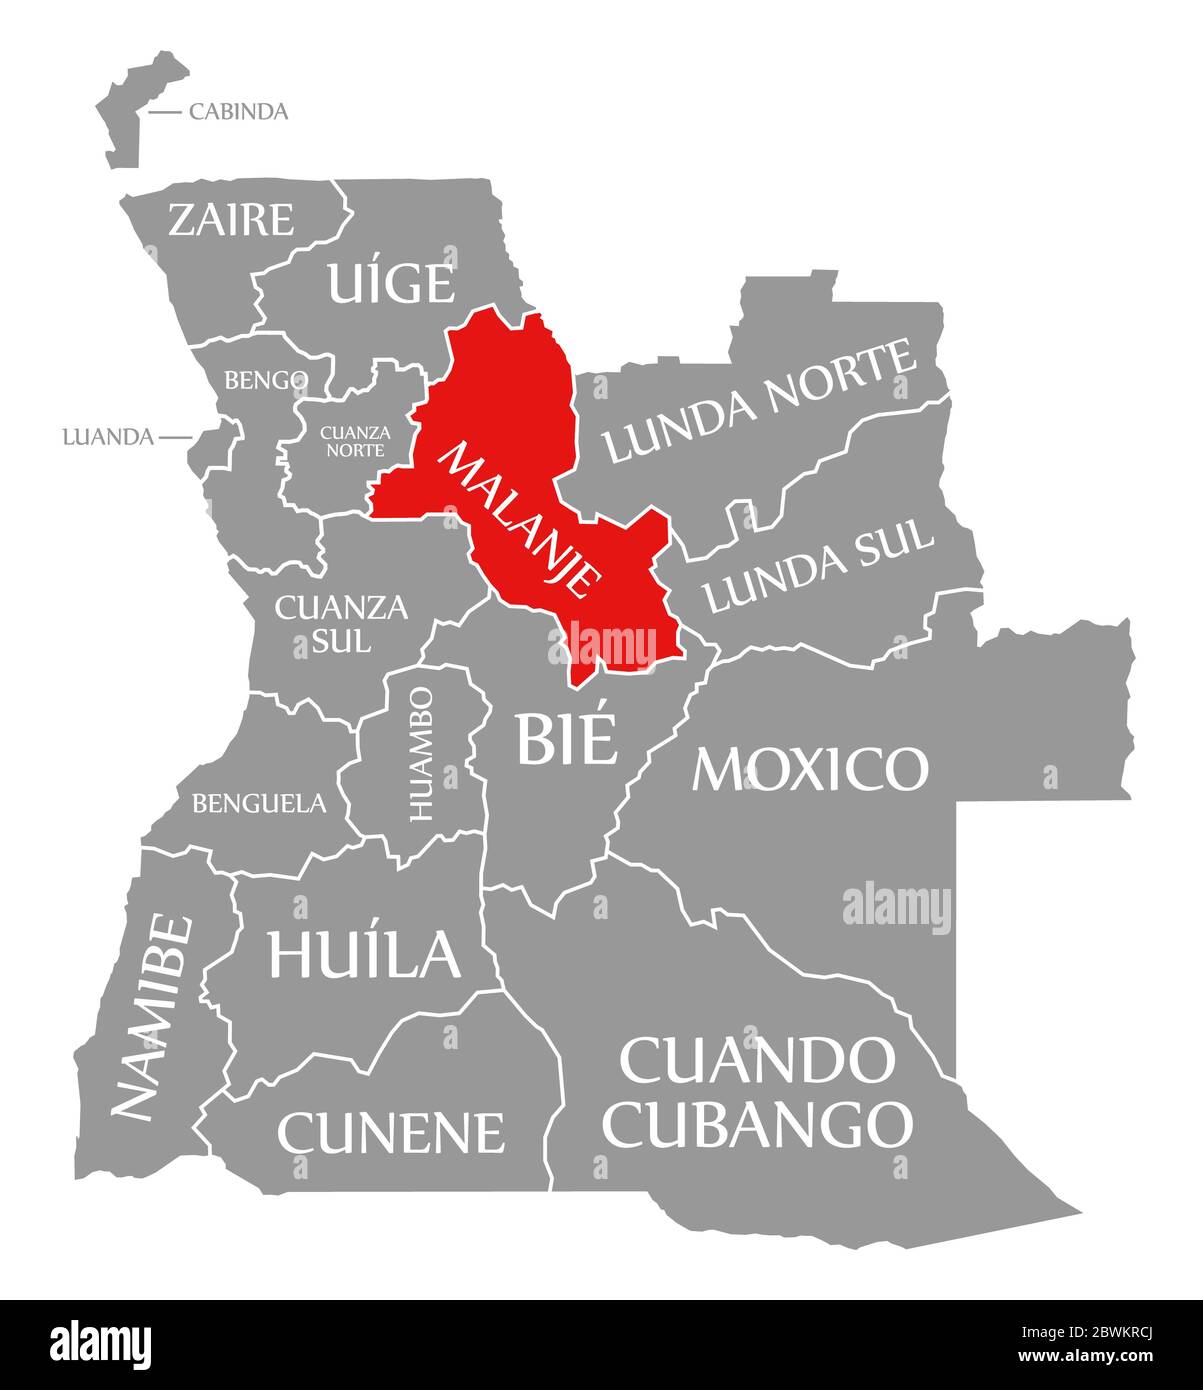 CABINDA
ZAIRE
UÍGE
BENGO
LUNDA NORTE
LUANDA
CUANZA
NORTE
MALANJE
LUNDA SUL
CUANZA
SUL
HUAMBO
BIÉ
MOXICO
BENGUELA
NAMIBE
HUÍLA
CUANDO
CUBANGO
CUNENE
alamy
a
alamy
Image ID: 2BWKRCJ
www.alamy.com